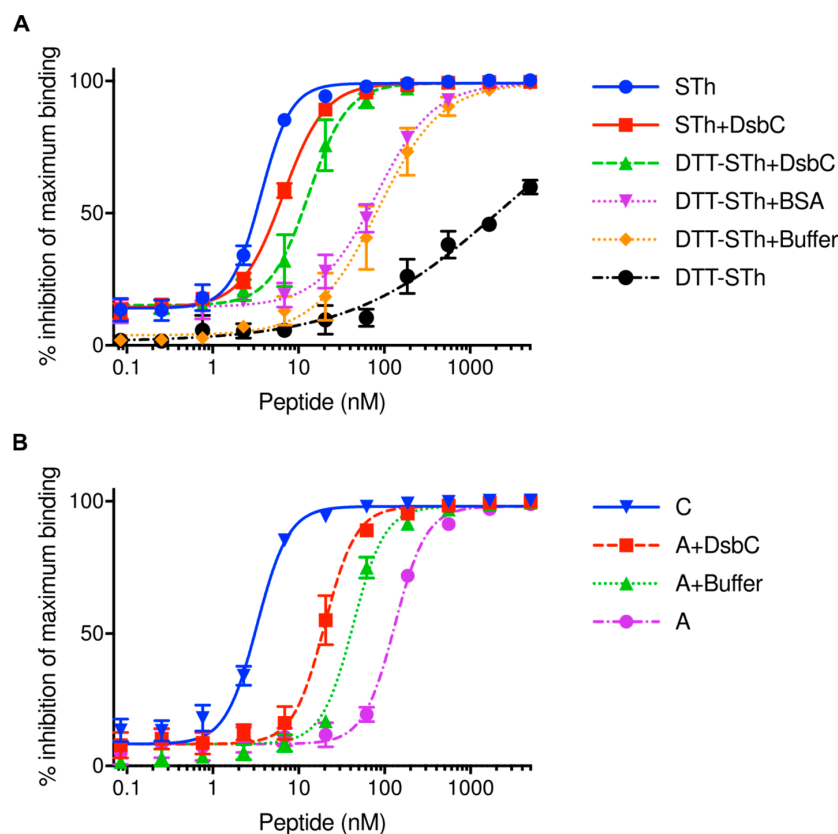 A
% inhibition of maximum binding
100
50
0
0.1 1 10 100 1000
Peptide (nM)
STh
STh+DsbC
DTT-STh+DsbC
DTT-STh+BSA
DTT-STh+Buffer
DTT-STh
B
% inhibition of maximum binding
100
50
0
0.1 1 10 100 1000
Peptide (nM)
C
A+DsbC
A+Buffer
A